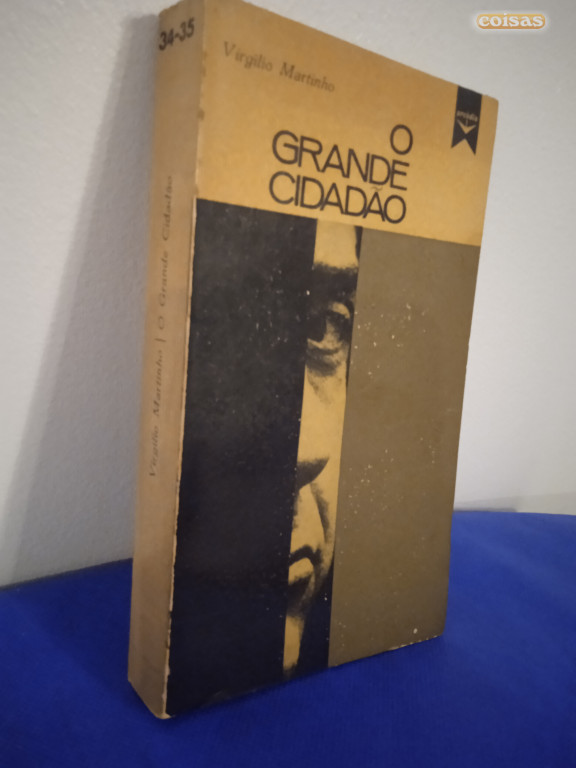 coisas
34-35
Virgílio Martinho
O
GRANDE
CIDADÃO
Virgílio Martinho | O Grande Cidadão